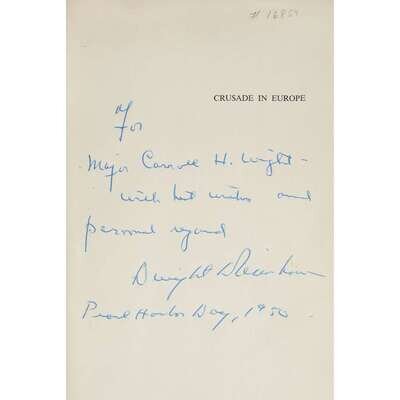 # 16854
CRUSADE IN EUROPE
For
Major Carroll H. Wight -
with best wishes and
personal regard
Dwight D Eisenhower
Pearl Harbor Day, 1950.